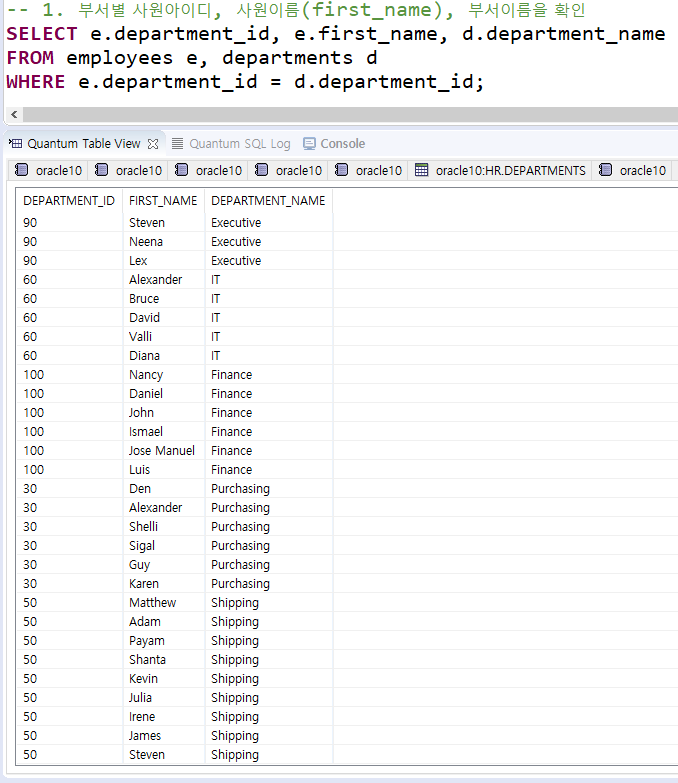 -- 1. 부서별 사원아이디, 사원이름(first_name), 부서이름을 확인
SELECT e.department_id, e.first_name, d.department_name
FROM employees e, departments d
WHERE e.department_id = d.department_id;
Quantum Table View Quantum SQL Log Console
oracle10 oracle10 oracle10 oracle10 oracle10 oracle10:HR.DEPARTMENTS oracle10
DEPARTMENT_ID FIRST_NAME DEPARTMENT_NAME
90 Steven Executive
90 Neena Executive
90 Lex Executive
60 Alexander IT
60 Bruce IT
60 David IT
60 Valli IT
60 Diana IT
100 Nancy Finance
100 Daniel Finance
100 John Finance
100 Ismael Finance
100 Jose Manuel Finance
100 Luis Finance
30 Den Purchasing
30 Alexander Purchasing
30 Shelli Purchasing
30 Sigal Purchasing
30 Guy Purchasing
30 Karen Purchasing
50 Matthew Shipping
50 Adam Shipping
50 Payam Shipping
50 Shanta Shipping
50 Kevin Shipping
50 Julia Shipping
50 Irene Shipping
50 James Shipping
50 Steven Shipping